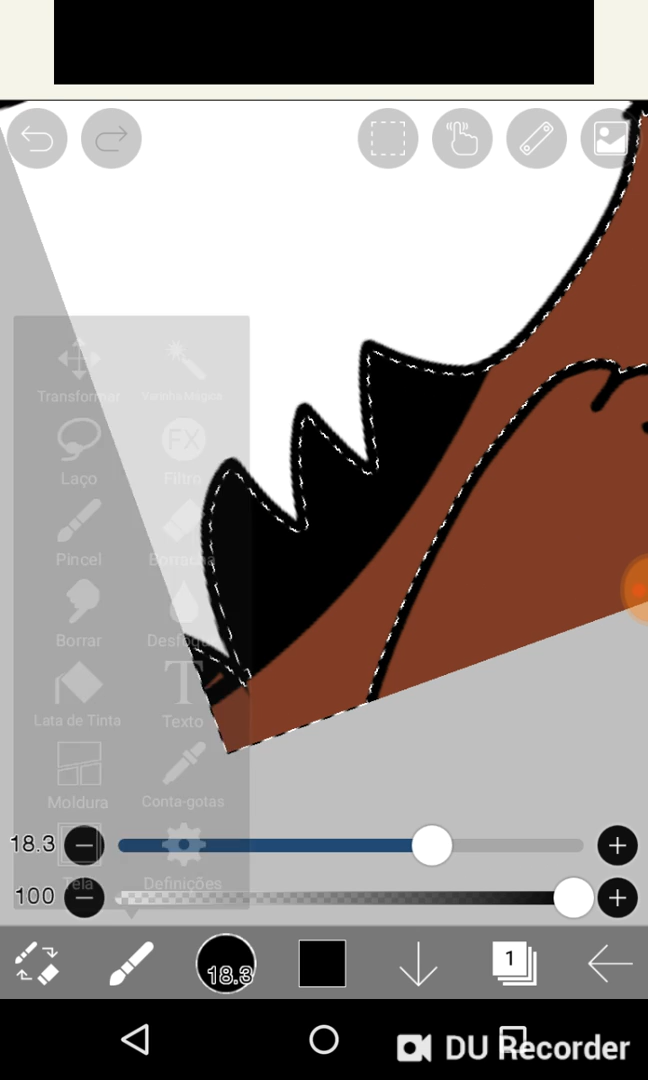 Transformar Varinha Mágica
Laço Filtro
Pincel Borracha
Borrar Desfoque
Lata de Tinta Texto
Moldura Conta-gotas
18.3
Tela Definições
100
18.3
1
DU Recorder